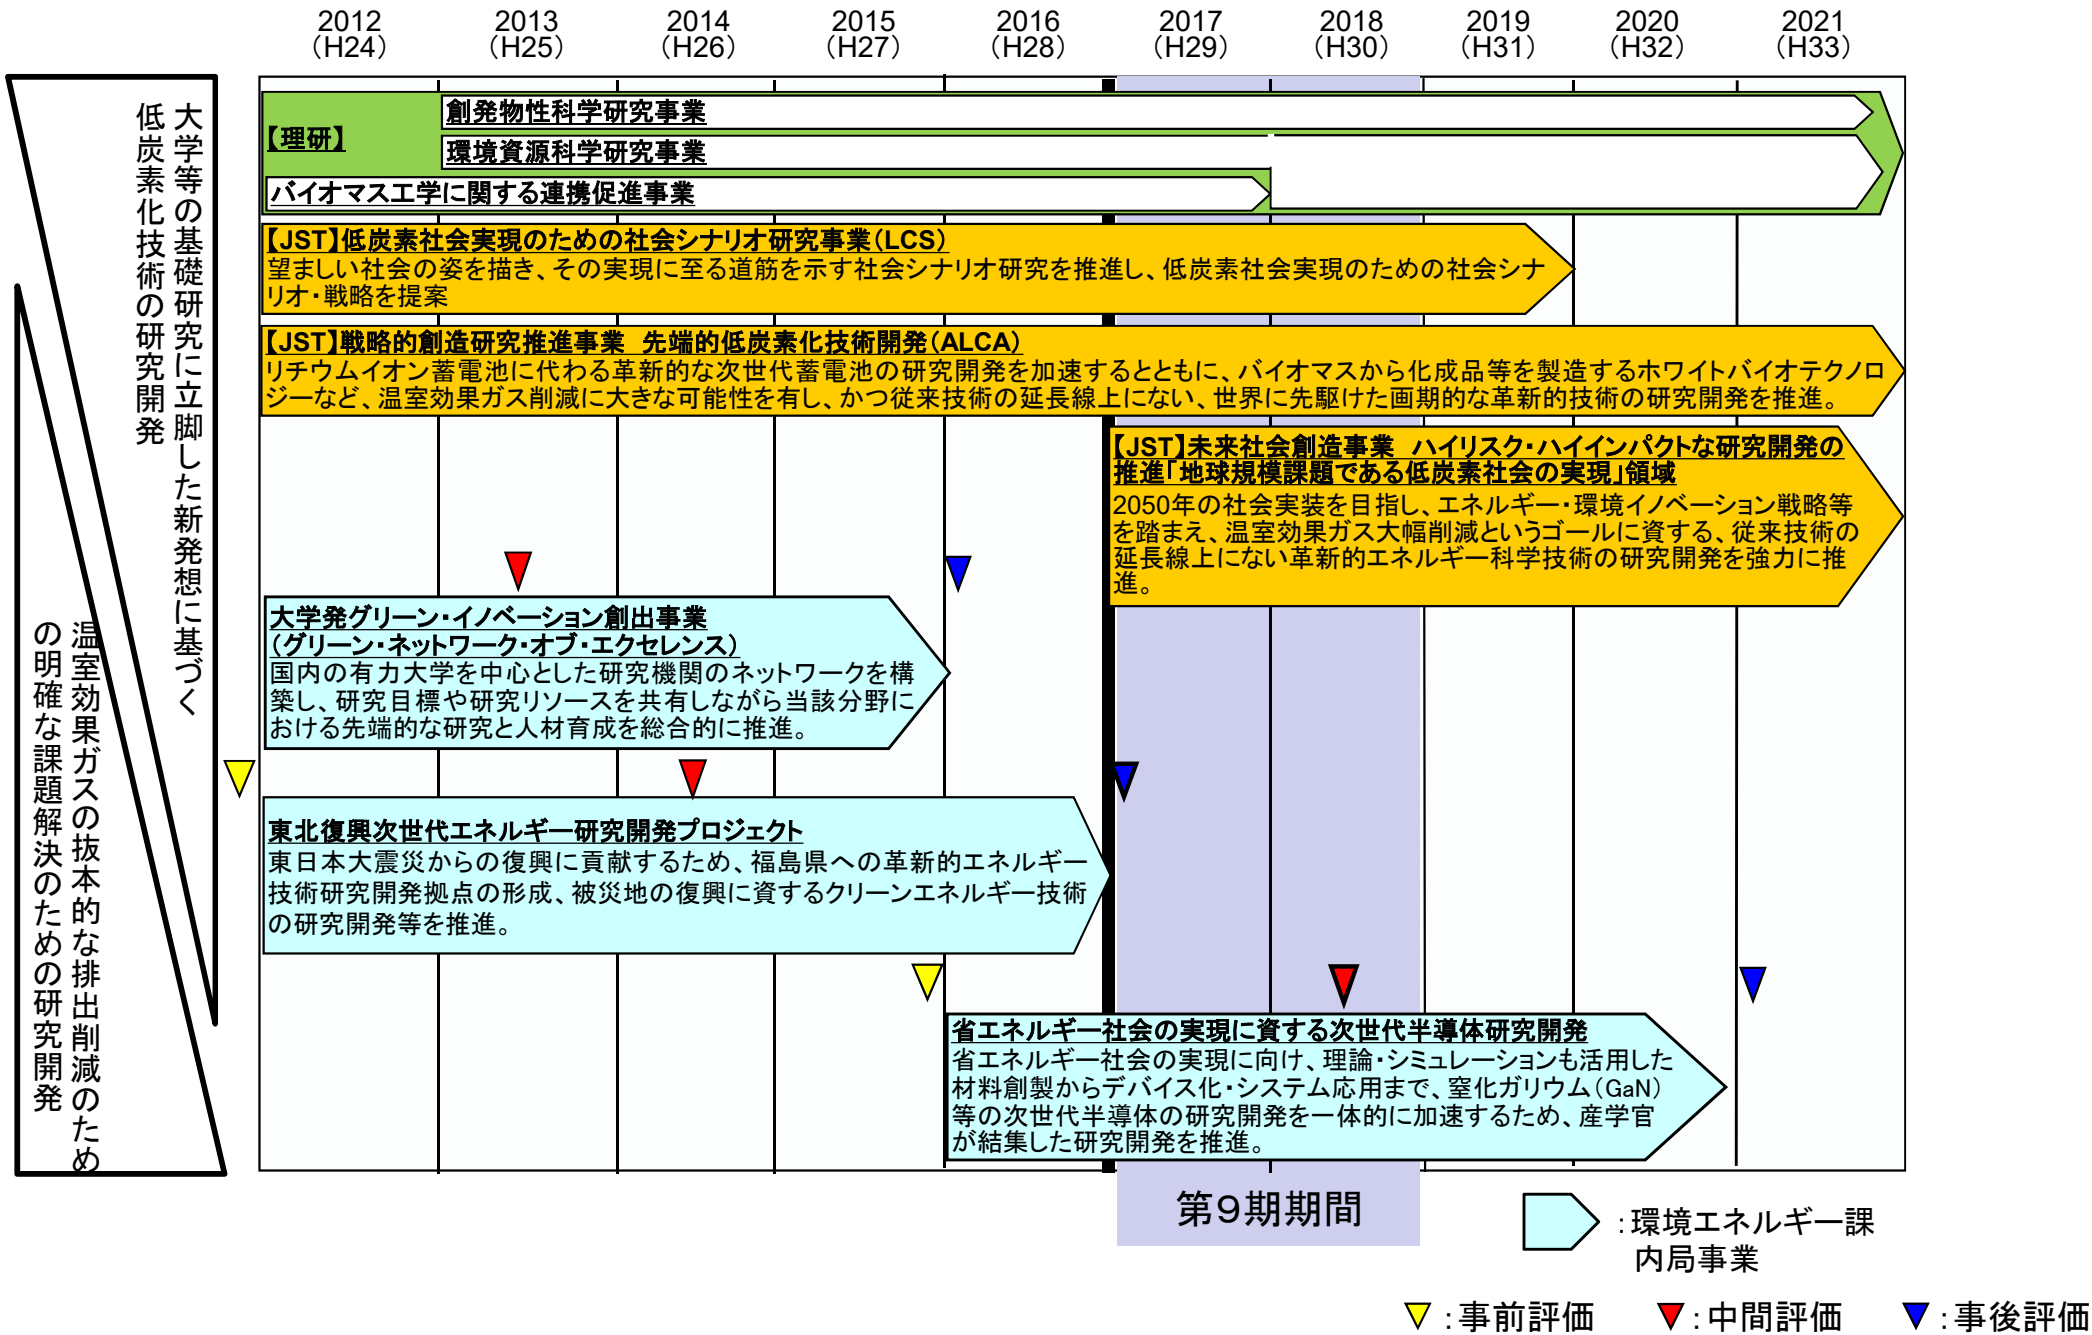 2012 2013 2014 2015 2016 2017 2018 2019 2020 2021
（H24） （H25） （H26） （H27） （H28） （H29） （H30） （H31） （H32） （H33）
大学等の基礎研究に立脚した新発想に基づく
低炭素化技術の研究開発
温室効果ガスの抜本的な排出削減のため
の明確な課題解決のための研究開発
【理研】
創発物性科学研究事業
環境資源科学研究事業
バイオマス工学に関する連携促進事業
【JST】低炭素社会実現のための社会シナリオ研究事業（LCS）
望ましい社会の姿を描き、その実現に至る道筋を示す社会シナリオ研究を推進し、低炭素社会実現のための社会シナ
リオ・戦略を提案
【JST】戦略的創造研究推進事業　先端的低炭素化技術開発（ALCA）
リチウムイオン蓄電池に代わる革新的な次世代蓄電池の研究開発を加速するとともに、バイオマスから化成品等を製造するホワイトバイオテクノロ
ジーなど、温室効果ガス削減に大きな可能性を有し、かつ従来技術の延長線上にない、世界に先駆けた画期的な革新的技術の研究開発を推進。
【JST】未来社会創造事業　ハイリスク・ハイインパクトな研究開発の
推進「地球規模課題である低炭素社会の実現」領域
2050年の社会実装を目指し、エネルギー・環境イノベーション戦略等
を踏まえ、温室効果ガス大幅削減というゴールに資する、従来技術の
延長線上にない革新的エネルギー科学技術の研究開発を強力に推
進。
大学発グリーン・イノベーション創出事業
（グリーン・ネットワーク・オブ・エクセレンス）
国内の有力大学を中心とした研究機関のネットワークを構
築し、研究目標や研究リソースを共有しながら当該分野に
おける先端的な研究と人材育成を総合的に推進。
東北復興次世代エネルギー研究開発プロジェクト
東日本大震災からの復興に貢献するため、福島県への革新的エネルギー
技術研究開発拠点の形成、被災地の復興に資するクリーンエネルギー技術
の研究開発等を推進。
省エネルギー社会の実現に資する次世代半導体研究開発
省エネルギー社会の実現に向け、理論・シミュレーションも活用した
材料創製からデバイス化・システム応用まで、窒化ガリウム（GaN）
等の次世代半導体の研究開発を一体的に加速するため、産学官
が結集した研究開発を推進。
第９期期間
：環境エネルギー課
内局事業
：事前評価 ：中間評価 ：事後評価